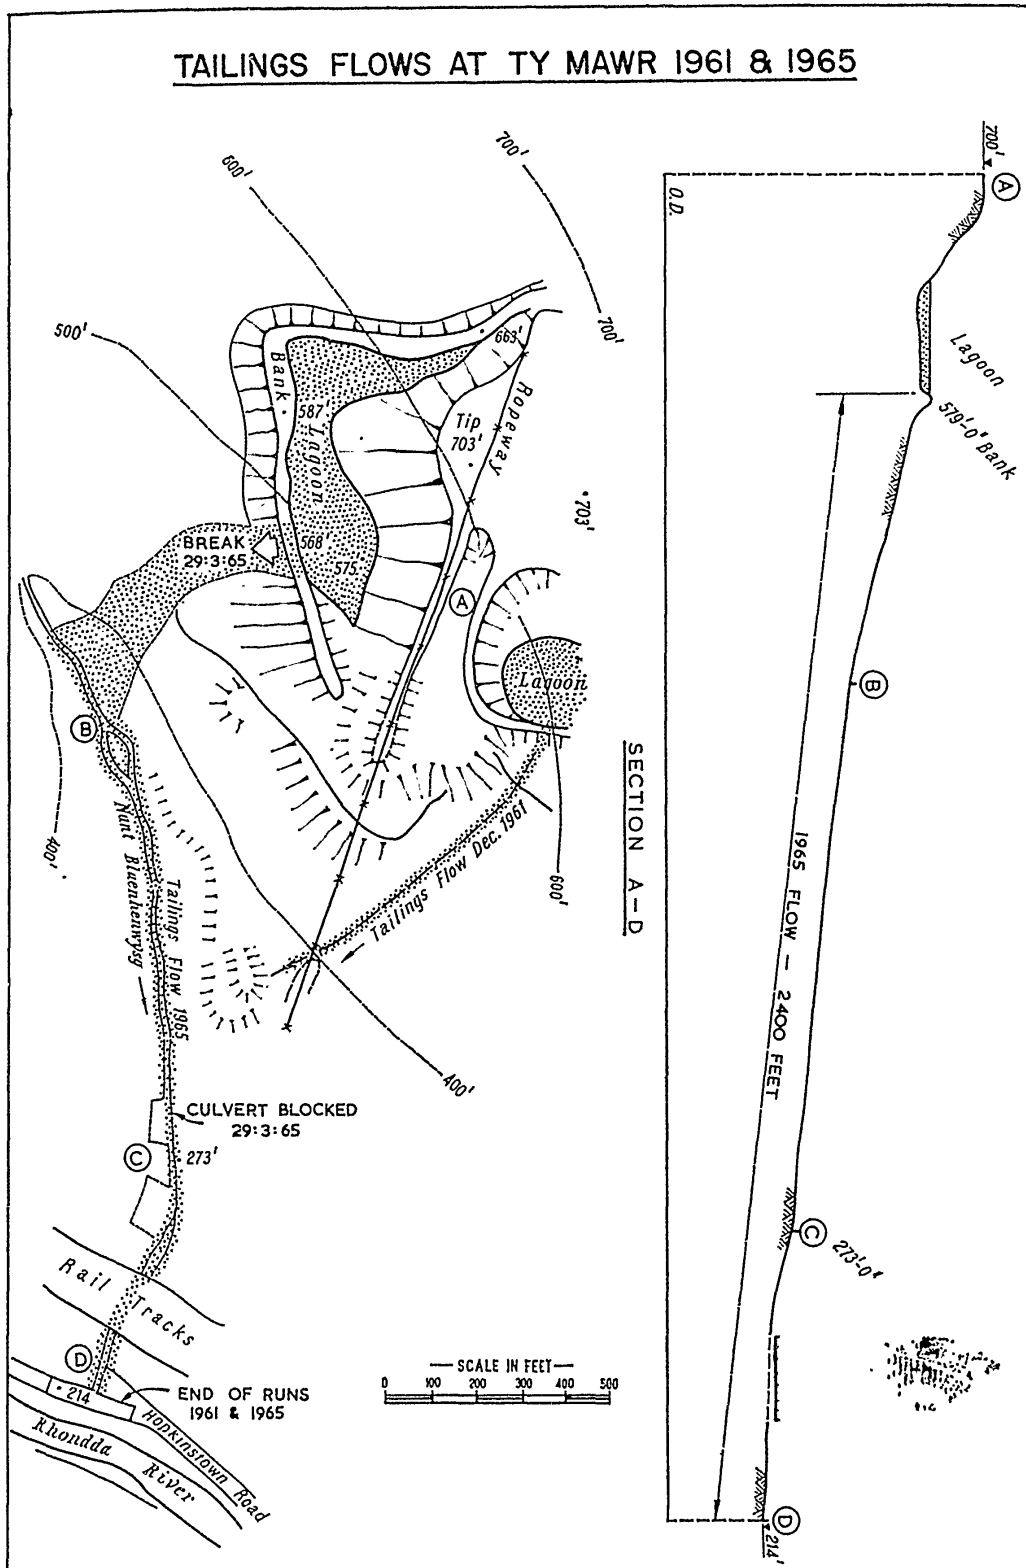 TAILINGS FLOWS AT TY MAWR 1961 & 1965
700'
600'
500'
700'
663'
Bank
587'
Lagoon
Tip
703'
Ropeway
703'
568'
575'
BREAK
29:3:65
A
Lagoon
B
400'
Nant Blaenhenwysg
Tailings Flow 1965
Tailings Flow Dec. 1961
600'
400'
CULVERT BLOCKED
29:3:65
C
273'
Rail Tracks
D
214
END OF RUNS
1961 & 1965
Hopkinstown Road
Rhondda River
SCALE IN FEET
0 100 200 300 400 500
SECTION A-D
700'
A
O.D.
Lagoon
579'-0" Bank
B
1965 FLOW — 2400 FEET
C
273'-0"
D
214'